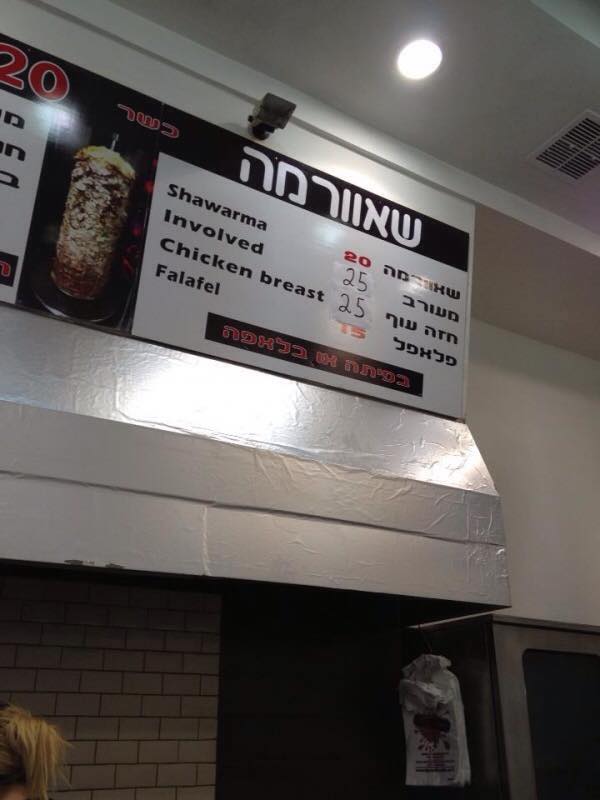 20
כשר
שאוורמה
Shawarma 20 שאוורמה
Involved 25 מעורב
Chicken breast 25 חזה עוף
Falafel 15 פלאפל
בפיתה או בלאפה